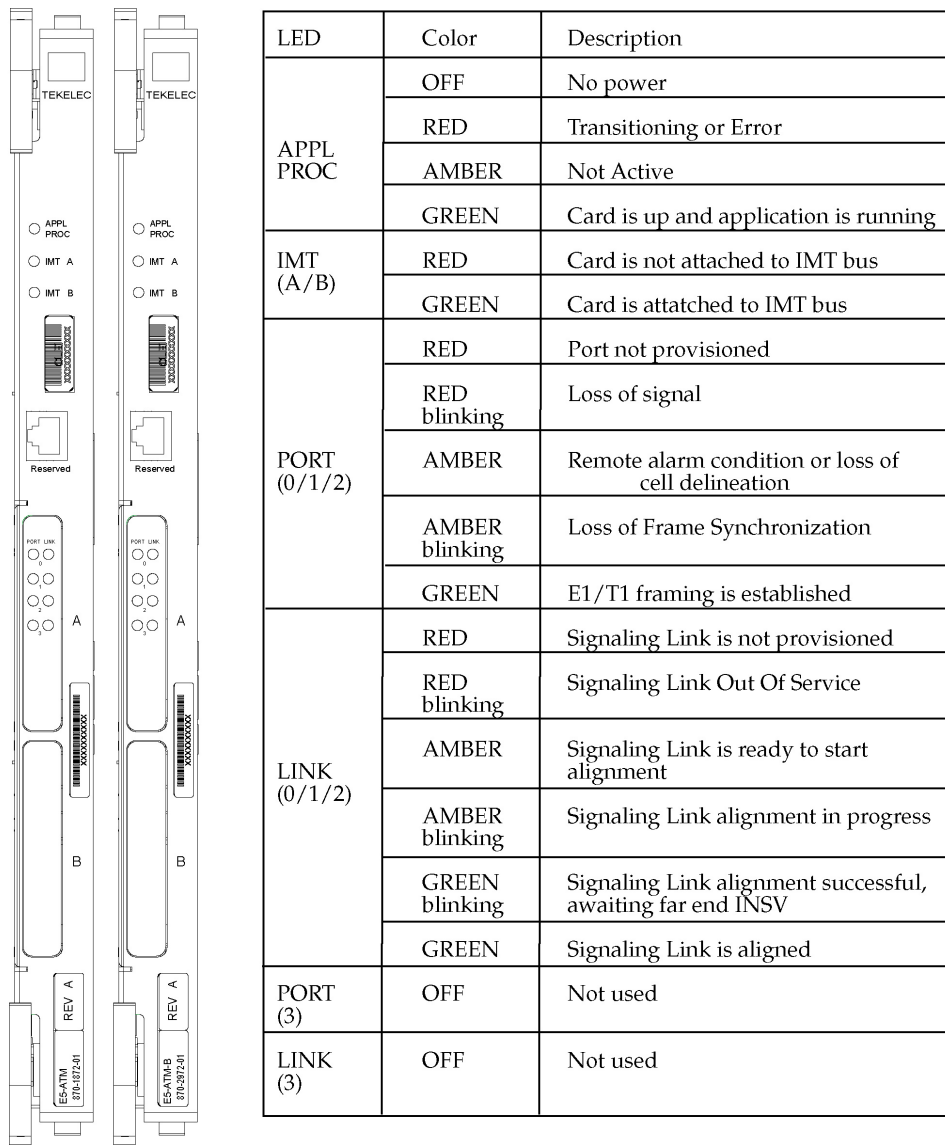 TEKELEC
APPL
PROC
IMT A
IMT B
XXXXXXXXXX
Reserved
PORT LINK
0
1
2
3
A
XXXXXXXXXX
B
REV A
E5-ATM
870-1872-01
TEKELEC
APPL
PROC
IMT A
IMT B
XXXXXXXXXX
Reserved
PORT LINK
0
1
2
3
A
XXXXXXXXXX
B
REV A
E5-ATM-B
870-2972-01
LED Color Description
APPL
PROC
OFF No power
RED Transitioning or Error
AMBER Not Active
GREEN Card is up and application is running
IMT
(A/B)
RED Card is not attached to IMT bus
GREEN Card is attatched to IMT bus
PORT
(0/1/2)
RED Port not provisioned
RED
blinking
Loss of signal
AMBER
Remote alarm condition or loss of
cell delineation
AMBER
blinking
Loss of Frame Synchronization
GREEN E1/T1 framing is established
LINK
(0/1/2)
RED Signaling Link is not provisioned
RED
blinking
Signaling Link Out Of Service
AMBER
Signaling Link is ready to start
alignment
AMBER
blinking
Signaling Link alignment in progress
GREEN
blinking
Signaling Link alignment successful,
awaiting far end INSV
GREEN Signaling Link is aligned
PORT
(3)
OFF Not used
LINK
(3)
OFF Not used